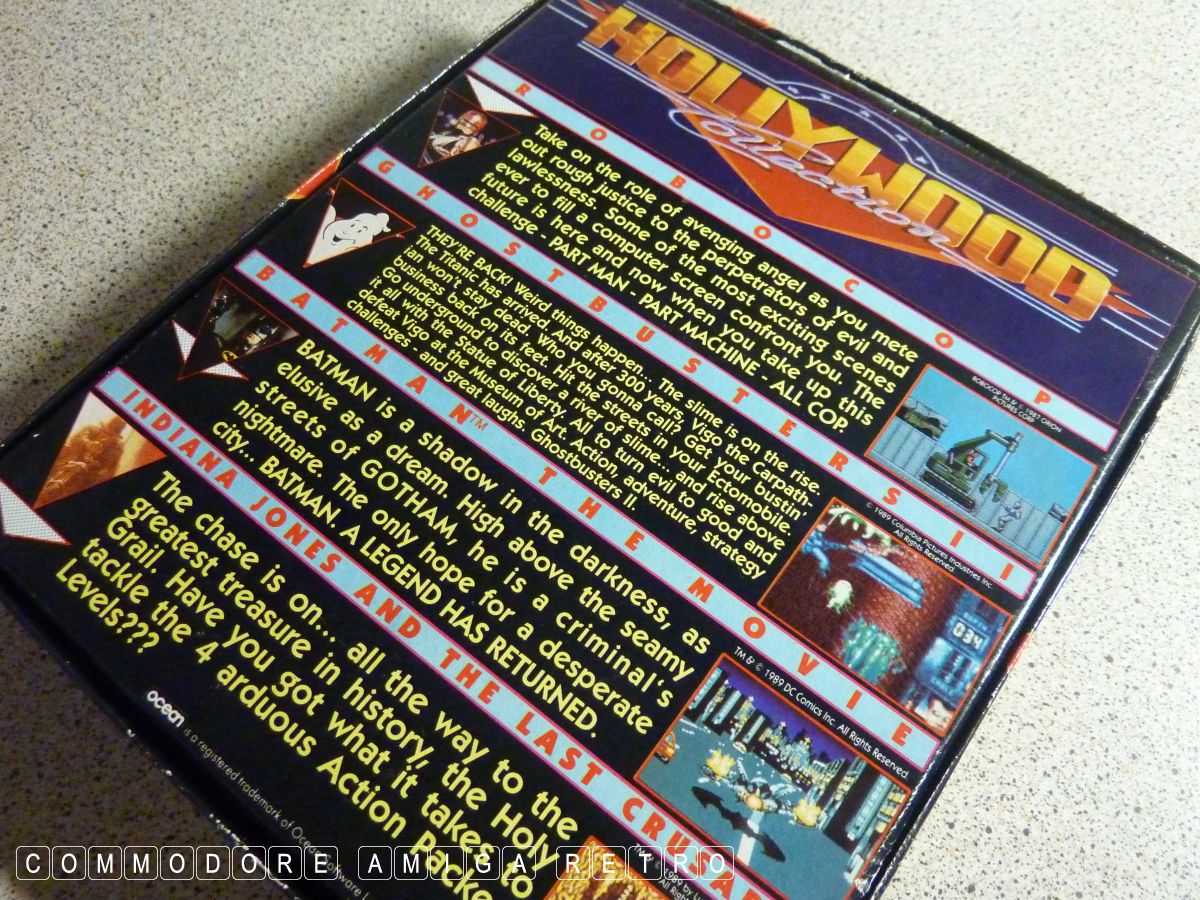 HOLLYWOOD
Collection
ROBOCOP
Take on the role of avenging angel as you mete
out rough justice to the perpetrators of evil and
lawlessness. Some of the most exciting scenes
ever to fill a computer screen confront you. The
future is here and now when you take up this
challenge - PART MAN - PART MACHINE - ALL COP.
ROBOCOP TM & © 1987 ORION
PICTURES CORP.
GHOSTBUSTERS II
THEY'RE BACK! Weird things happen... The slime is on the rise.
The Titanic has arrived. And after 300 years, Vigo the Carpath-
ian won't stay dead. Who you gonna call? Get your bustin'
business back on its feet. Hit the streets in your Ectomobile.
Go underground to discover a river of slime... and rise above
it all with the Statue of Liberty. All to turn evil to good and
defeat Vigo at the Museum of Art. Action, adventure, strategy
challenges - and great laughs. Ghostbusters II.
© 1989 Columbia Pictures Industries Inc.
All Rights Reserved.
034
BATMAN™ THE MOVIE
BATMAN is a shadow in the darkness, as
elusive as a dream. High above the seamy
streets of GOTHAM, he is a criminal's
nightmare. The only hope for a desperate
city... BATMAN. A LEGEND HAS RETURNED.
TM & © 1989 DC Comics Inc. All Rights Reserved.
INDIANA JONES AND THE LAST CRUSA
The chase is on... all the way to the
greatest treasure in history, the Holy
Grail. Have you got what it takes to
tackle the 4 arduous Action Packe
Levels???
TM & © 1989 by Lu
All Rig
ocean is a registered trademark of Ocean Software
COMMODORE AMIGA RETRO